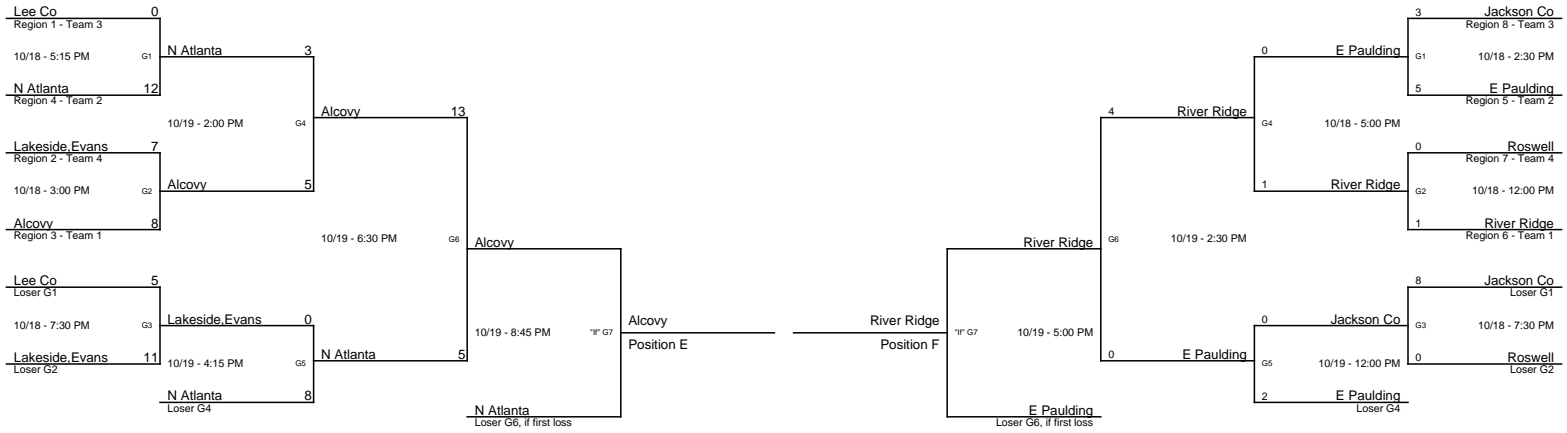 Lee Co 0
Region 1 - Team 3
10/18 - 5:15 PM G1
N Atlanta 3
N Atlanta 12
Region 4 - Team 2
10/19 - 2:00 PM G4
Alcovy 13
Lakeside,Evans 7
Region 2 - Team 4
10/18 - 3:00 PM G2
Alcovy 5
Alcovy 8
Region 3 - Team 1
10/19 - 6:30 PM G6
Alcovy
Lee Co 5
Loser G1
10/18 - 7:30 PM G3
Lakeside,Evans 0
Lakeside,Evans 11
Loser G2
10/19 - 4:15 PM G5
N Atlanta 5
N Atlanta 8
Loser G4
10/19 - 8:45 PM "If" G7
Alcovy
Position E
N Atlanta
Loser G6, if first loss
3 Jackson Co
Region 8 - Team 3
G1 10/18 - 2:30 PM
0 E Paulding
5 E Paulding
Region 5 - Team 2
G4 10/18 - 5:00 PM
4 River Ridge
0 Roswell
Region 7 - Team 4
G2 10/18 - 12:00 PM
1 River Ridge
1 River Ridge
Region 6 - Team 1
G6 10/19 - 2:30 PM
River Ridge
8 Jackson Co
Loser G1
G3 10/18 - 7:30 PM
0 Jackson Co
0 Roswell
Loser G2
G5 10/19 - 12:00 PM
0 E Paulding
2 E Paulding
Loser G4
"If" G7 10/19 - 5:00 PM
River Ridge
Position F
E Paulding
Loser G6, if first loss